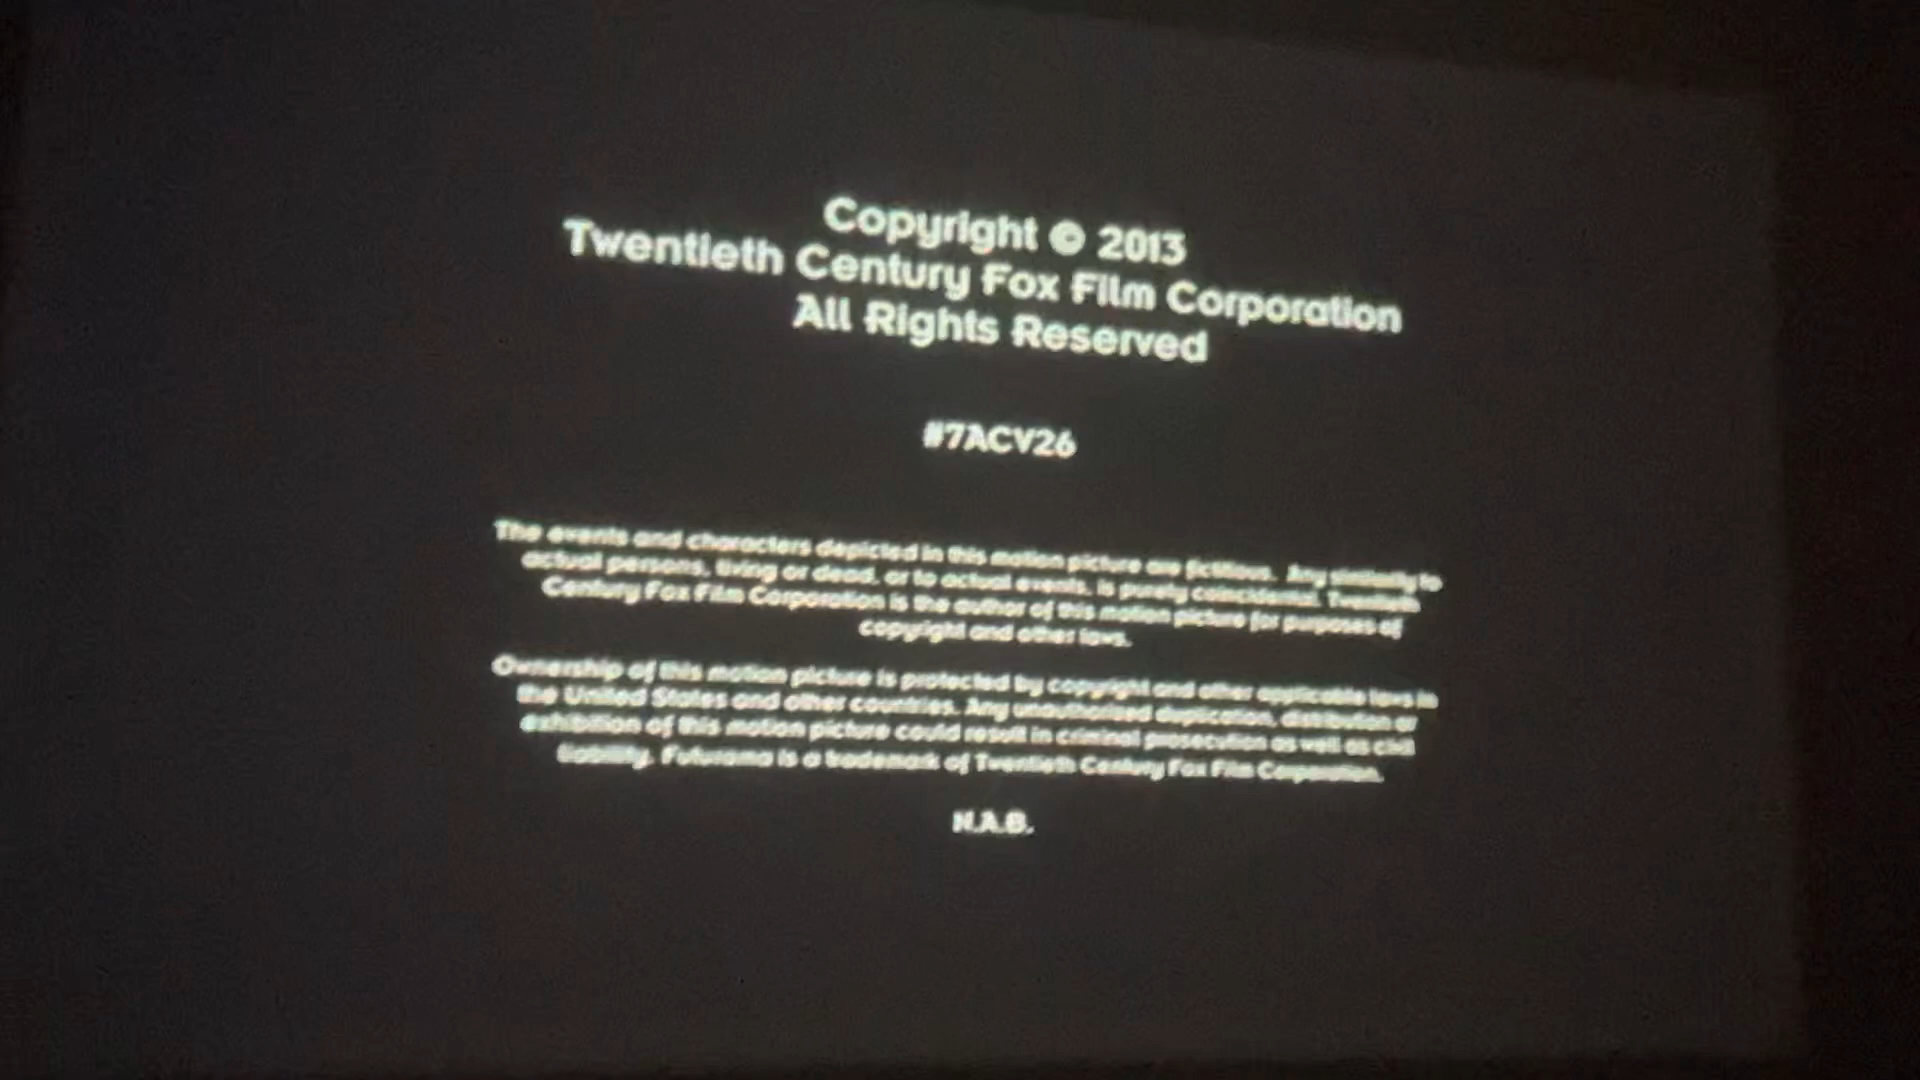 Copyright © 2013
Twentieth Century Fox Film Corporation
All Rights Reserved
#7ACV26
The events and characters depicted in this motion picture are fictitious. Any similarity to
actual persons, living or dead, or to actual events, is purely coincidental. Twentieth
Century Fox Film Corporation is the author of this motion picture for purposes of
copyright and other laws.
Ownership of this motion picture is protected by copyright and other applicable laws in
the United States and other countries. Any unauthorized duplication, distribution or
exhibition of this motion picture could result in criminal prosecution as well as civil
liability. Futurama is a trademark of Twentieth Century Fox Film Corporation.
N.A.B.